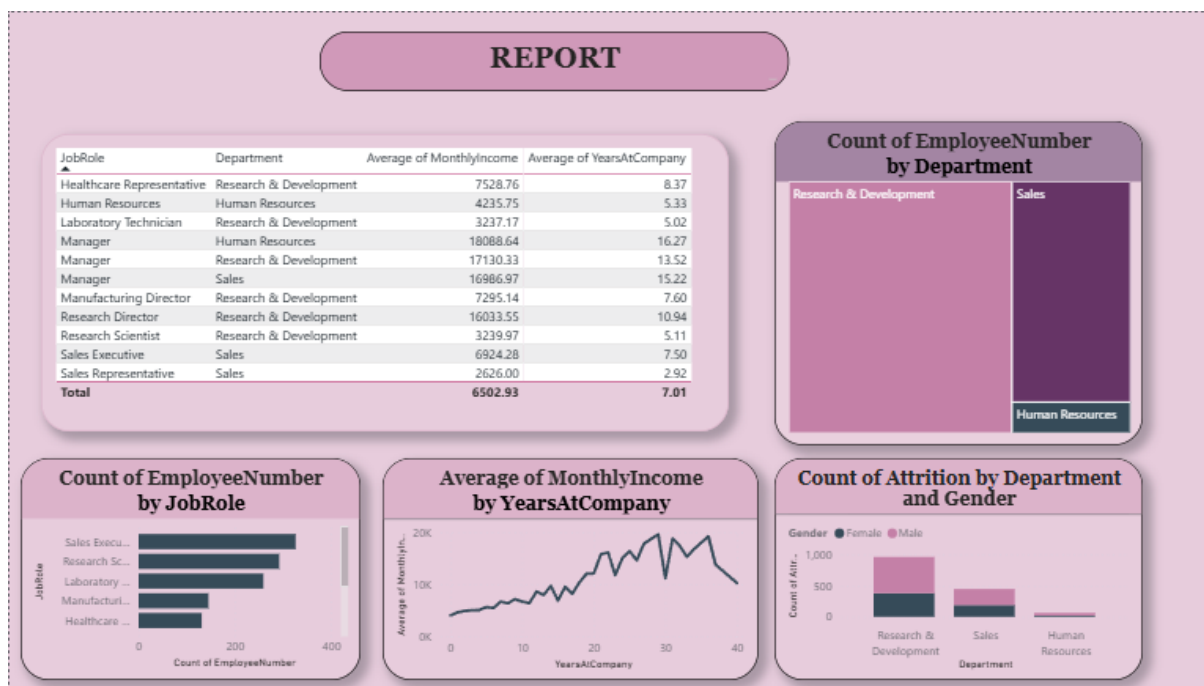 REPORT
JobRole Department Average of MonthlyIncome Average of YearsAtCompany
Healthcare Representative Research & Development 7528.76 8.37
Human Resources Human Resources 4235.75 5.33
Laboratory Technician Research & Development 3237.17 5.02
Manager Human Resources 18088.64 16.27
Manager Research & Development 17130.33 13.52
Manager Sales 16986.97 15.22
Manufacturing Director Research & Development 7295.14 7.60
Research Director Research & Development 16033.55 10.94
Research Scientist Research & Development 3239.97 5.11
Sales Executive Sales 6924.28 7.50
Sales Representative Sales 2626.00 2.92
Total 6502.93 7.01
Count of EmployeeNumber
by Department
Research & Development
Sales
Human Resources
Count of EmployeeNumber
by JobRole
JobRole
Sales Execu...
Research Sc...
Laboratory ...
Manufacturi...
Healthcare ...
0 200 400
Count of EmployeeNumber
Average of MonthlyIncome
by YearsAtCompany
Average of MonthlyIn...
20K
10K
0K
0 10 20 30 40
YearsAtCompany
Count of Attrition by Department
and Gender
Gender Female Male
Count of Attr...
1,000
500
0
Research &
Development
Sales
Human
Resources
Department